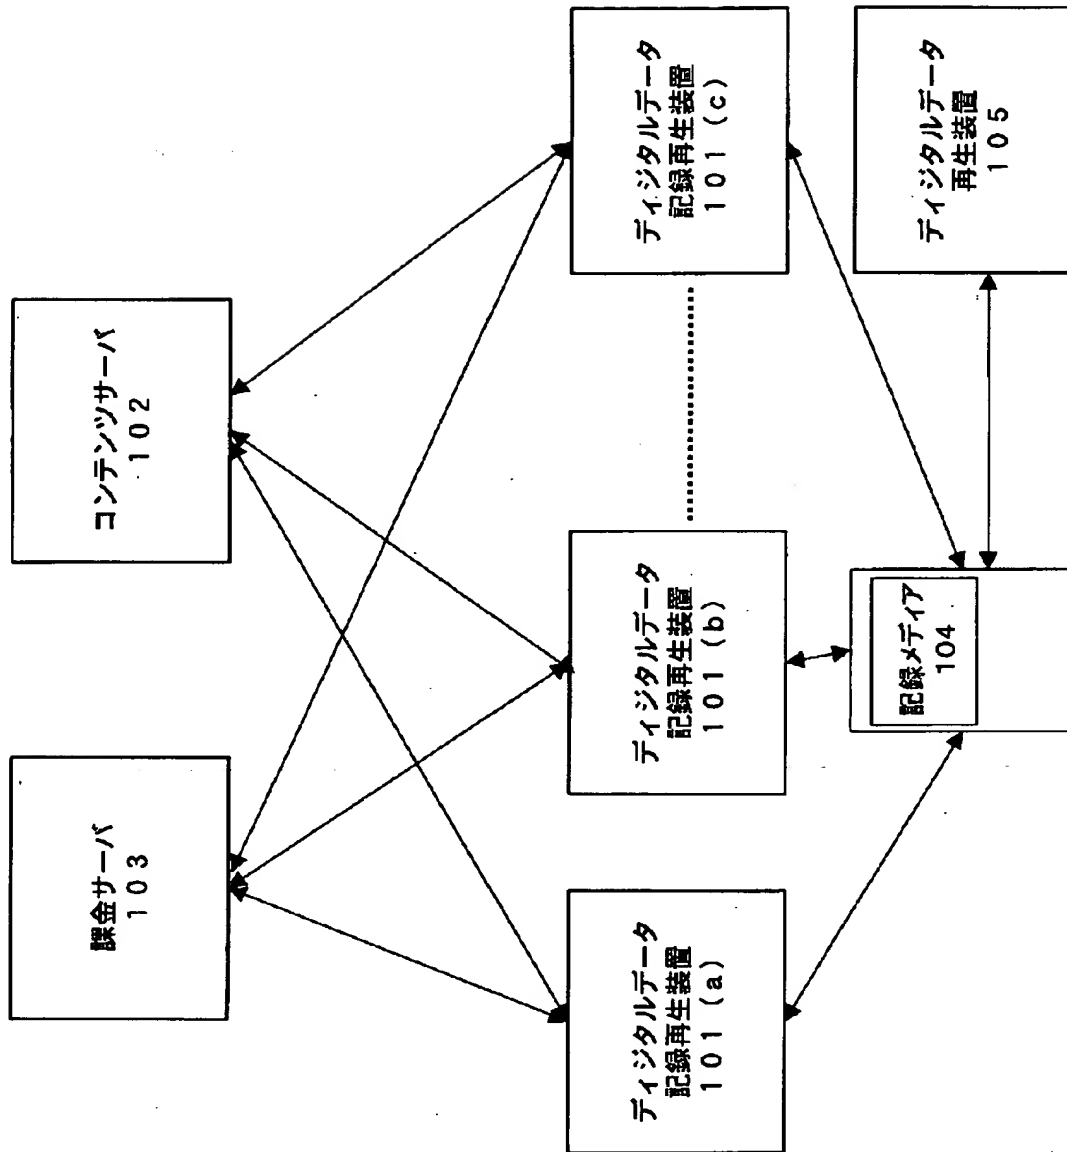 課金サーバ
１０３
コンテンツサーバ
１０２
ディジタルデータ
記録再生装置
１０１（a）
ディジタルデータ
記録再生装置
１０１（b）
ディジタルデータ
記録再生装置
１０１（c）
記録メディア
104
ディジタルデータ
再生装置
１０５